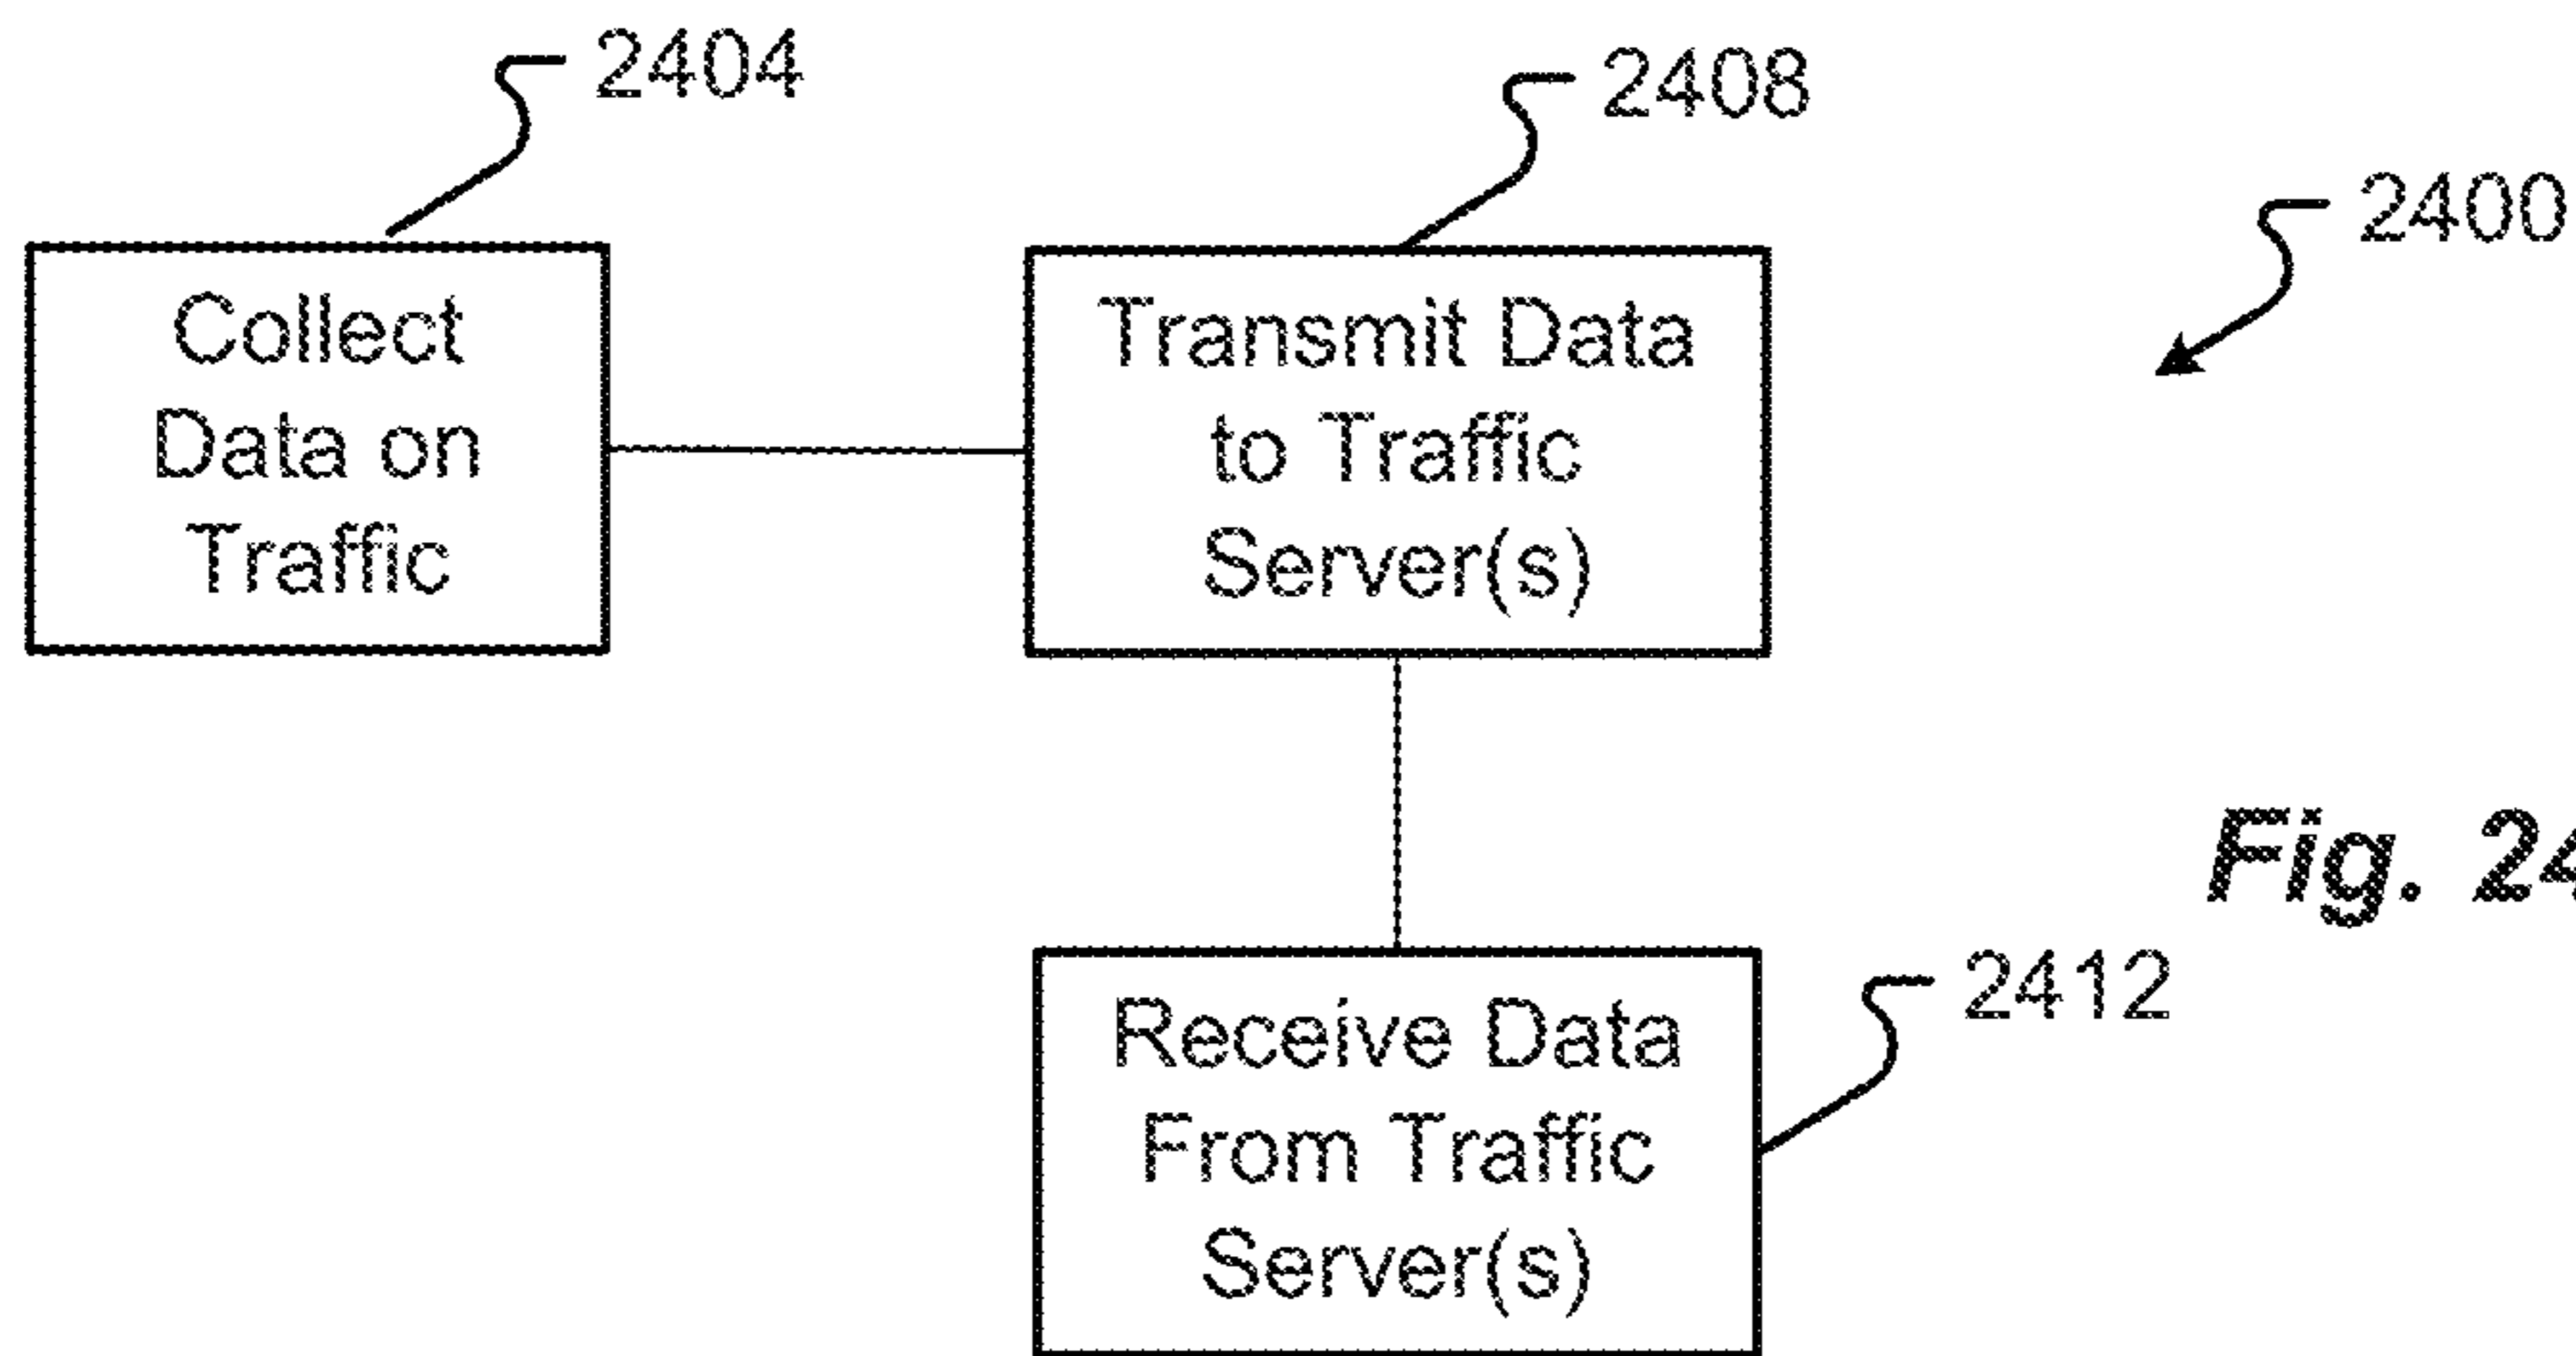 2404
2408
2400
Collect
Data on
Traffic
Transmit Data
to Traffic
Server(s)
Fig. 24
2412
Receive Data
From Traffic
Server(s)